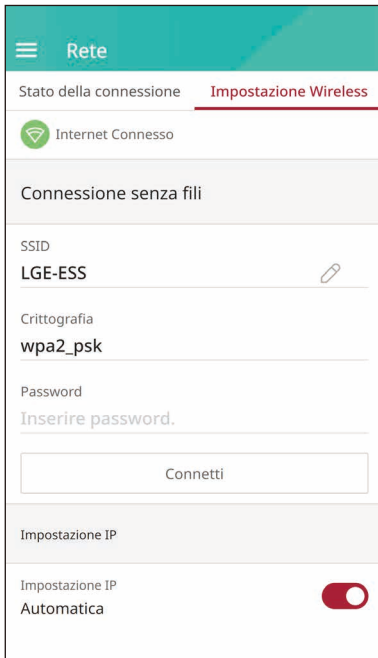 Rete
Stato della connessione Impostazione Wireless
Internet Connesso
Connessione senza fili
SSID
LGE-ESS
Crittografia
wpa2_psk
Password
Inserire password.
Connetti
Impostazione IP
Impostazione IP
Automatica